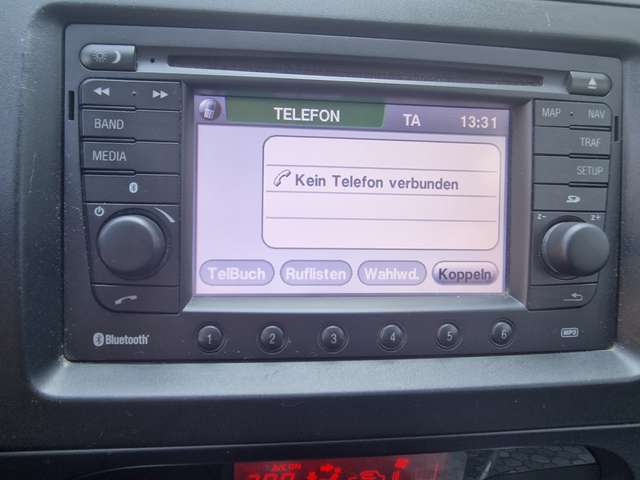 TELEFON TA 13:31
MAP NAV
BAND
TRAF
MEDIA
SETUP
Kein Telefon verbunden
Z- Z+
TelBuch Ruflisten Wahlwd. Koppeln
Bluetooth
1 2 3 4 5 6
MP3
A/C ON